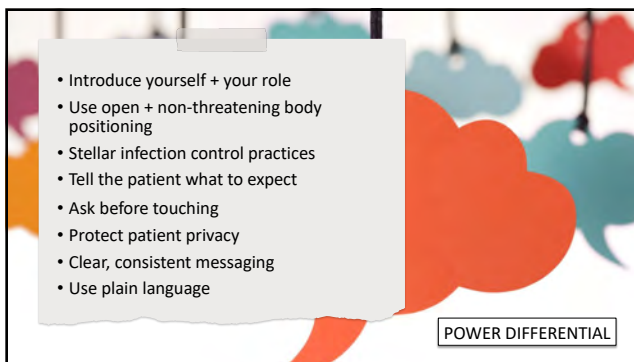 • Introduce yourself + your role
• Use open + non-threatening body
positioning
• Stellar infection control practices
• Tell the patient what to expect
• Ask before touching
• Protect patient privacy
• Clear, consistent messaging
• Use plain language
POWER DIFFERENTIAL